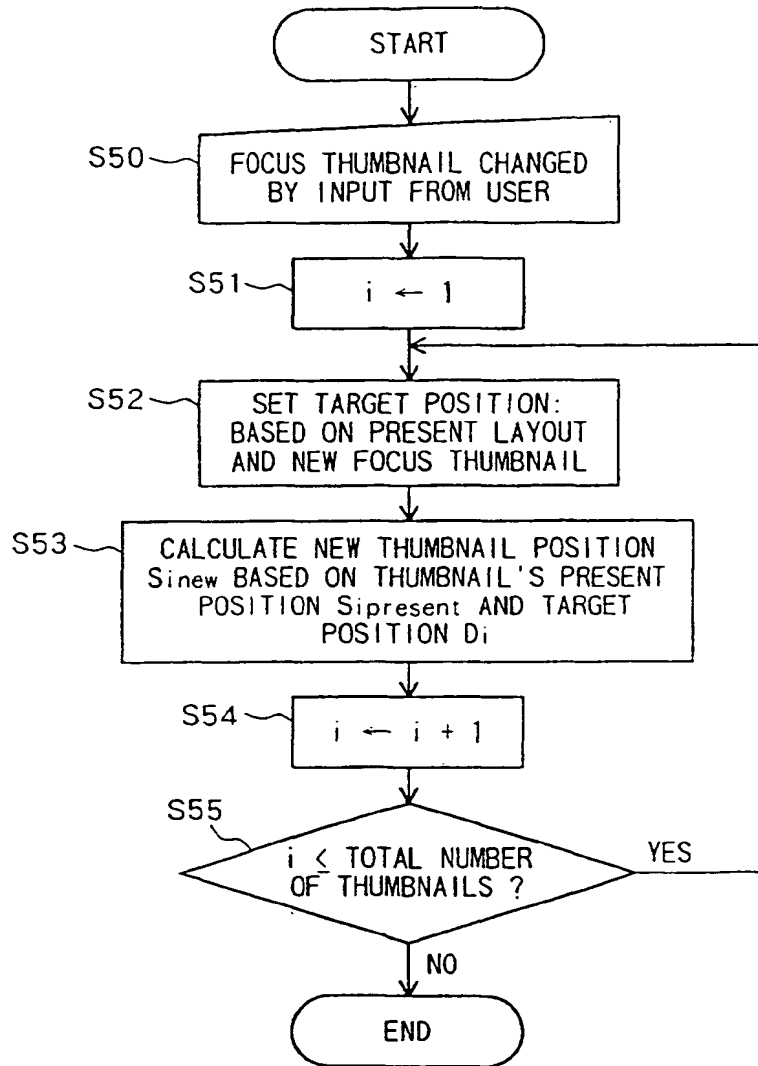 START
S50
FOCUS THUMBNAIL CHANGED
BY INPUT FROM USER
S51
i ← 1
S52
SET TARGET POSITION:
BASED ON PRESENT LAYOUT
AND NEW FOCUS THUMBNAIL
S53
CALCULATE NEW THUMBNAIL POSITION
Sinew BASED ON THUMBNAIL'S PRESENT
POSITION Sipresent AND TARGET
POSITION Di
S54
i ← i + 1
S55
i ≤ TOTAL NUMBER
OF THUMBNAILS ?
YES
NO
END